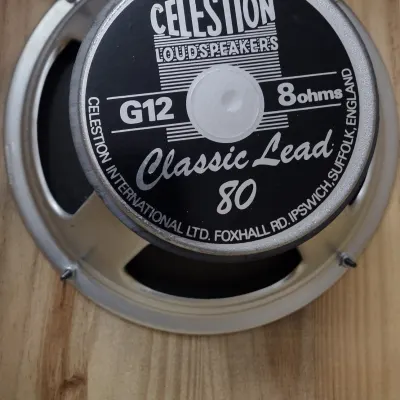 CELESTION
LOUDSPEAKERS
G12 8ohms
Classic Lead
80
CELESTION INTERNATIONAL LTD. FOXHALL RD. IPSWICH, SUFFOLK, ENGLAND